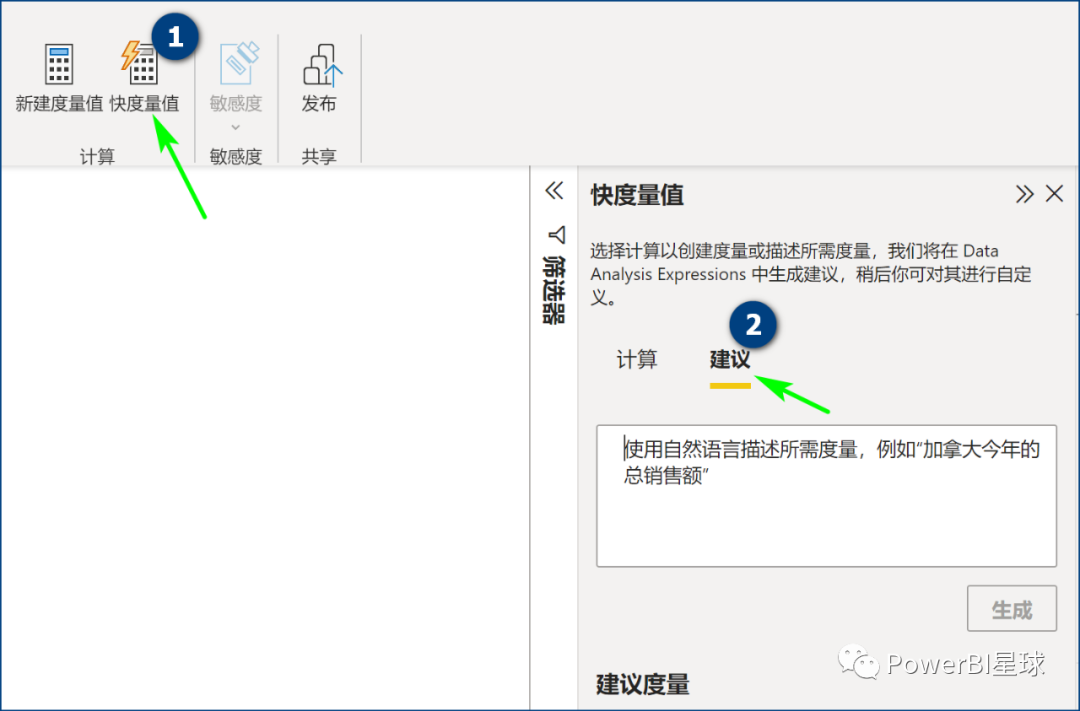 1
新建度量值 快度量值 敏感度 发布
计算 敏感度 共享
快度量值
筛选器
选择计算以创建度量或描述所需度量，我们将在 Data
Analysis Expressions 中生成建议，稍后你可对其进行自定
义。
2
计算 建议
使用自然语言描述所需度量，例如“加拿大今年的
总销售额”
生成
PowerBI星球
建议度量